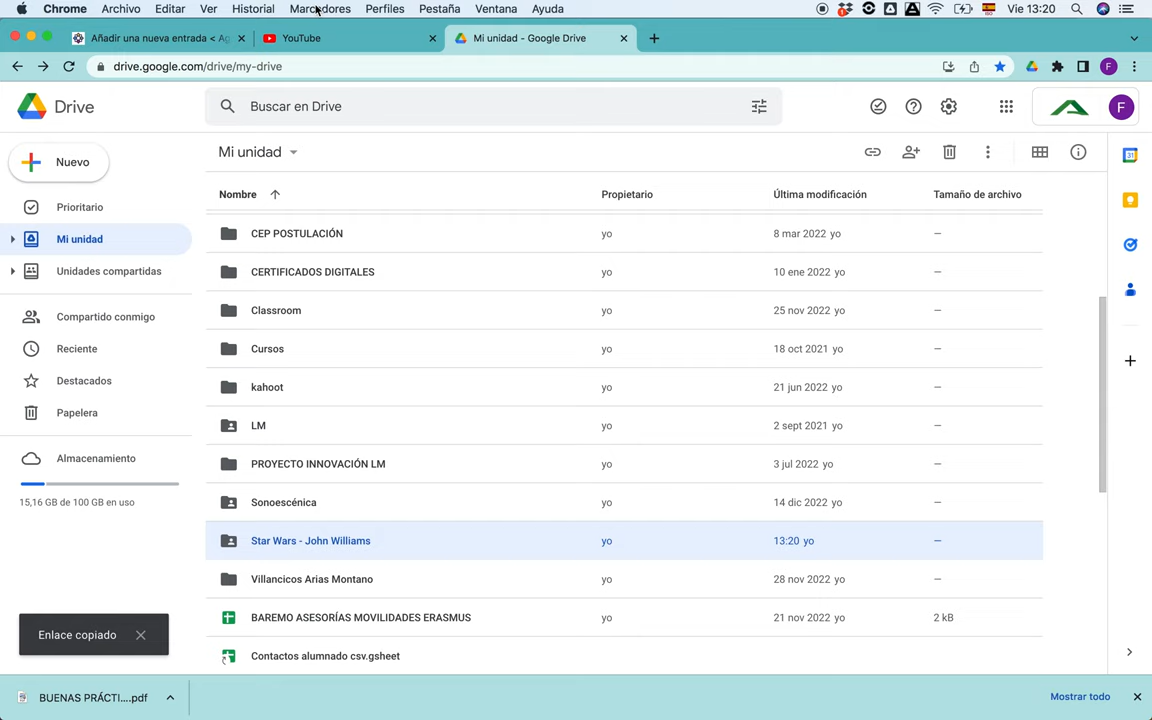 Chrome Archivo Editar Ver Historial Marcadores Perfiles Pestaña Ventana Ayuda Vie 13:20
Añadir una nueva entrada < Ag
YouTube
Mi unidad - Google Drive
drive.google.com/drive/my-drive
F
Drive
Buscar en Drive
F
Nuevo
Mi unidad
31
Prioritario
Mi unidad
Unidades compartidas
Compartido conmigo
Reciente
Destacados
Papelera
Almacenamiento
15,16 GB de 100 GB en uso
Nombre Propietario Última modificación Tamaño de archivo
CEP POSTULACIÓN yo 8 mar 2022 yo —
CERTIFICADOS DIGITALES yo 10 ene 2022 yo —
Classroom yo 25 nov 2022 yo —
Cursos yo 18 oct 2021 yo —
kahoot yo 21 jun 2022 yo —
LM yo 2 sept 2021 yo —
PROYECTO INNOVACIÓN LM yo 3 jul 2022 yo —
Sonoescénica yo 14 dic 2022 yo —
Star Wars - John Williams yo 13:20 yo —
Villancicos Arias Montano yo 28 nov 2022 yo —
BAREMO ASESORÍAS MOVILIDADES ERASMUS yo 21 nov 2022 yo 2 kB
Contactos alumnado csv.gsheet
Enlace copiado
BUENAS PRÁCTI....pdf
Mostrar todo